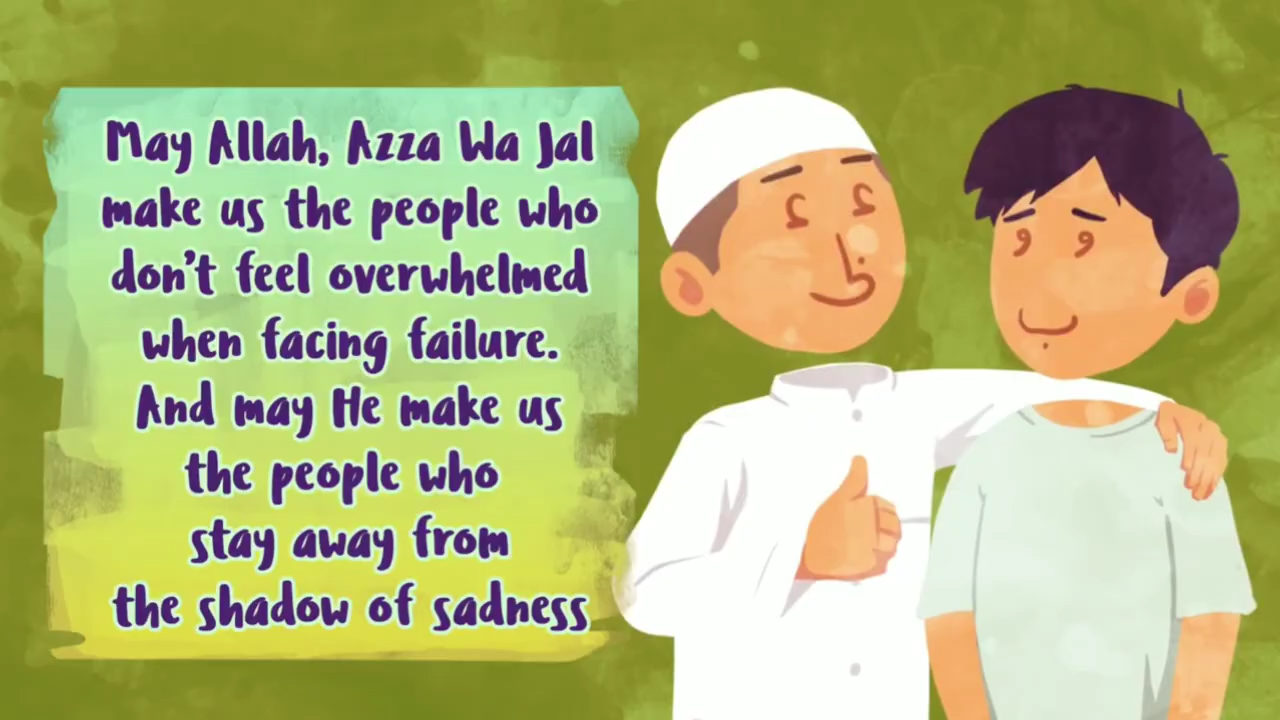 May Allah, Azza Wa Jal
make us the people who
don't feel overwhelmed
when facing failure.
And may He make us
the people who
stay away from
the shadow of sadness